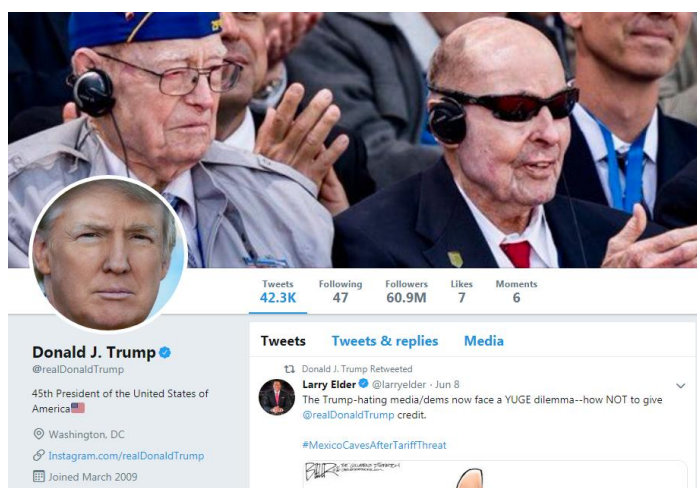 Tweets Following Followers Likes Moments
42.3K 47 60.9M 7 6
Donald J. Trump
@realDonaldTrump
45th President of the United States of
America
Washington, DC
Instagram.com/realDonaldTrump
Joined March 2009
Tweets Tweets & replies Media
Donald J. Trump Retweeted
Larry Elder @larryelder · Jun 8
The Trump-hating media/dems now face a YUGE dilemma--how NOT to give
@realDonaldTrump credit.
#MexicoCavesAfterTariffThreat